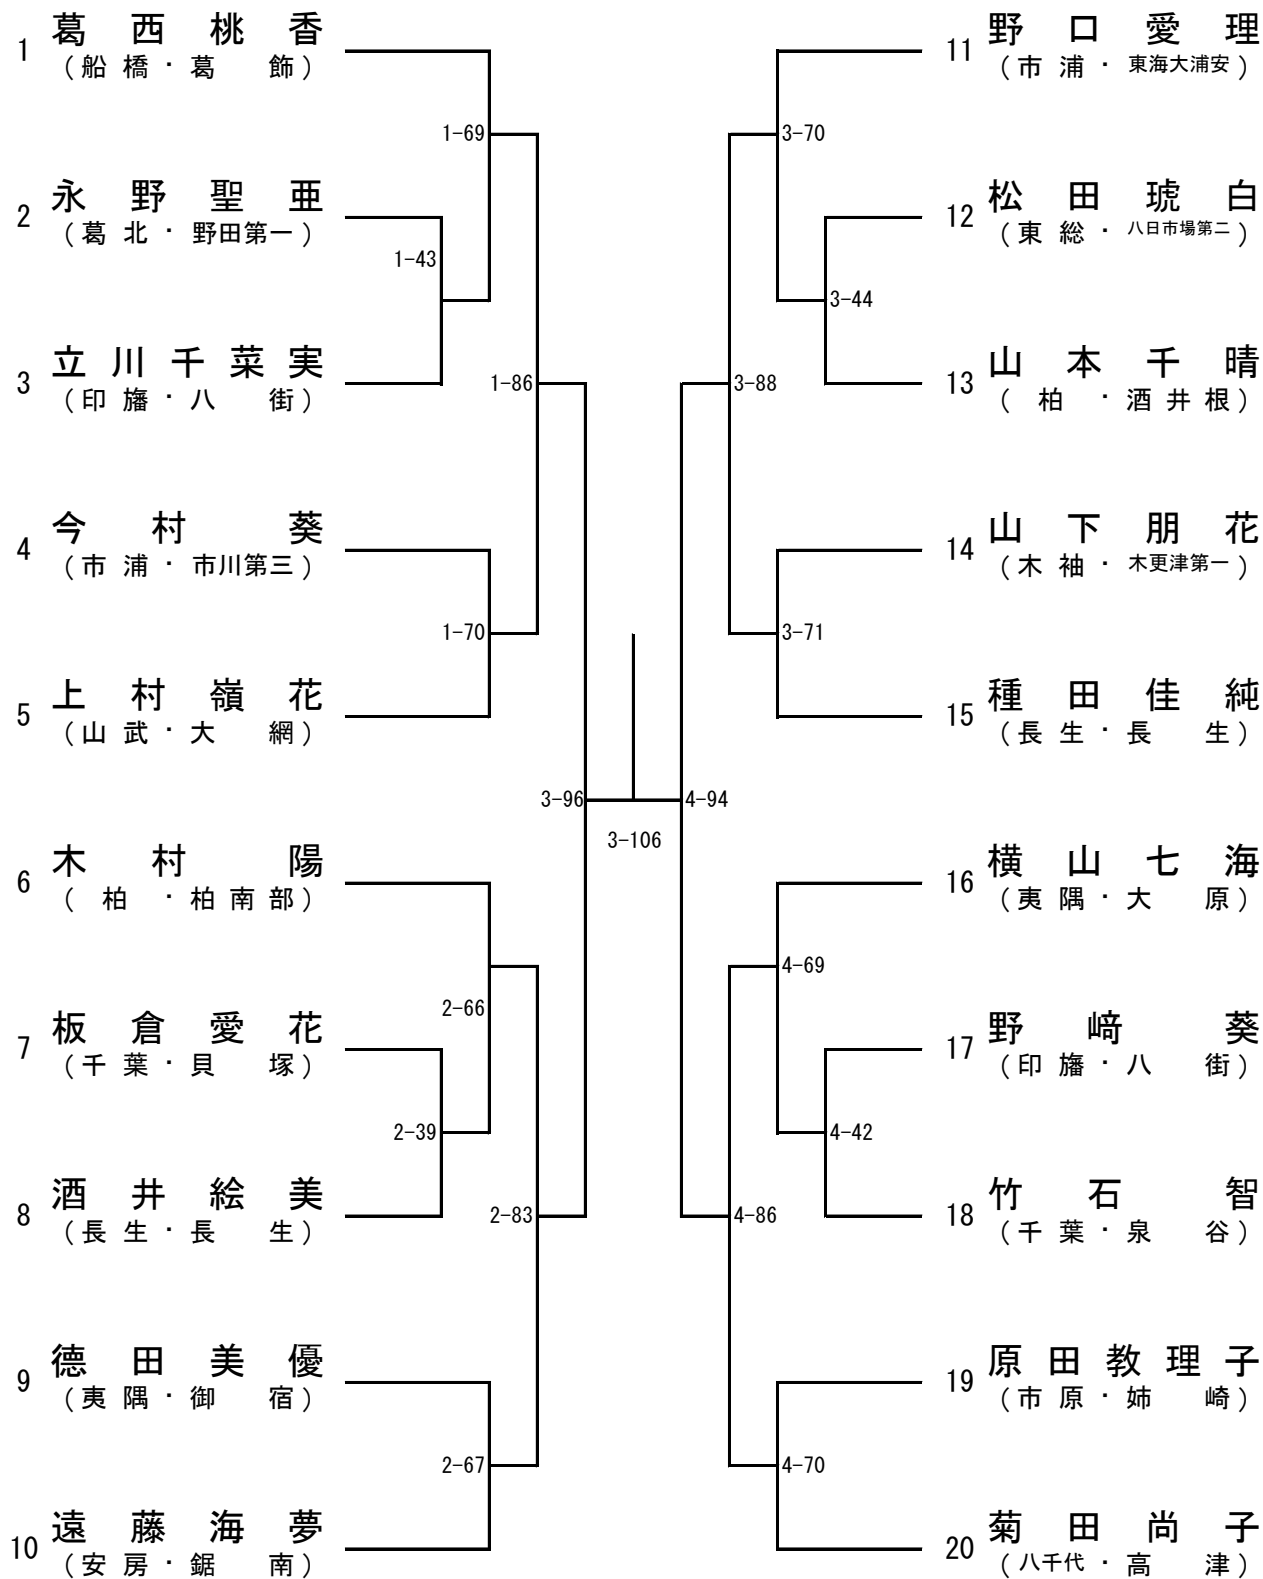 1 葛西桃香
(船橋・葛飾)
1-69
2 永野聖亜
(葛北・野田第一)
1-43
3 立川千菜実
(印旛・八街)
1-86
4 今村葵
(市浦・市川第三)
1-70
5 上村嶺花
(山武・大網)
3-96
6 木村陽
(柏・柏南部)
2-66
7 板倉愛花
(千葉・貝塚)
2-39
8 酒井絵美
(長生・長生)
2-83
9 德田美優
(夷隅・御宿)
2-67
10 遠藤海夢
(安房・鋸南)
3-106
11 野口愛理
(市浦・東海大浦安)
3-70
12 松田琥白
(東総・八日市場第二)
3-44
13 山本千晴
(柏・酒井根)
3-88
14 山下朋花
(木袖・木更津第一)
3-71
15 種田佳純
(長生・長生)
4-94
16 横山七海
(夷隅・大原)
4-69
17 野﨑葵
(印旛・八街)
4-42
18 竹石智
(千葉・泉谷)
4-86
19 原田教理子
(市原・姉崎)
4-70
20 菊田尚子
(八千代・高津)